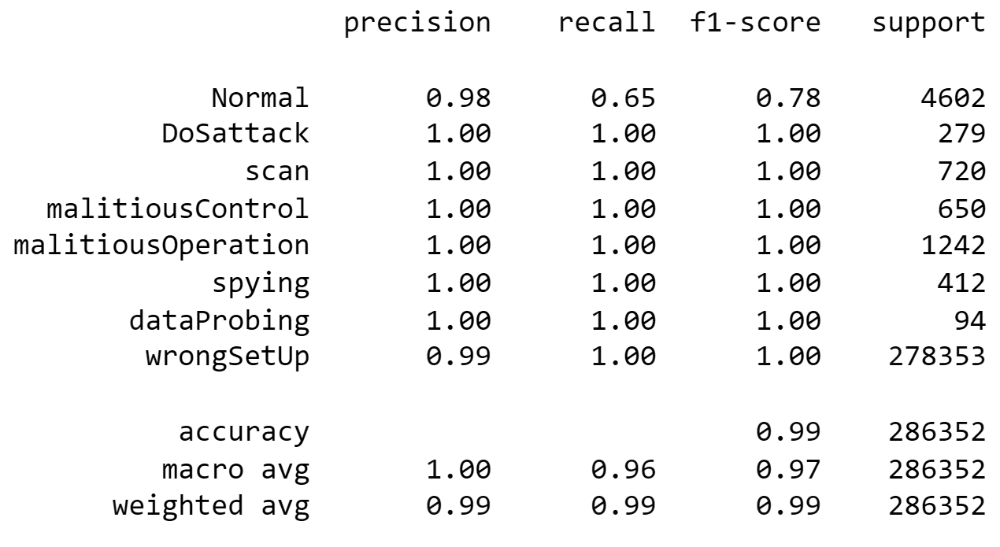 precision recall f1-score support
Normal 0.98 0.65 0.78 4602
DoSattack 1.00 1.00 1.00 279
scan 1.00 1.00 1.00 720
malitiousControl 1.00 1.00 1.00 650
malitiousOperation 1.00 1.00 1.00 1242
spying 1.00 1.00 1.00 412
dataProbing 1.00 1.00 1.00 94
wrongSetUp 0.99 1.00 1.00 278353
accuracy 0.99 286352
macro avg 1.00 0.96 0.97 286352
weighted avg 0.99 0.99 0.99 286352